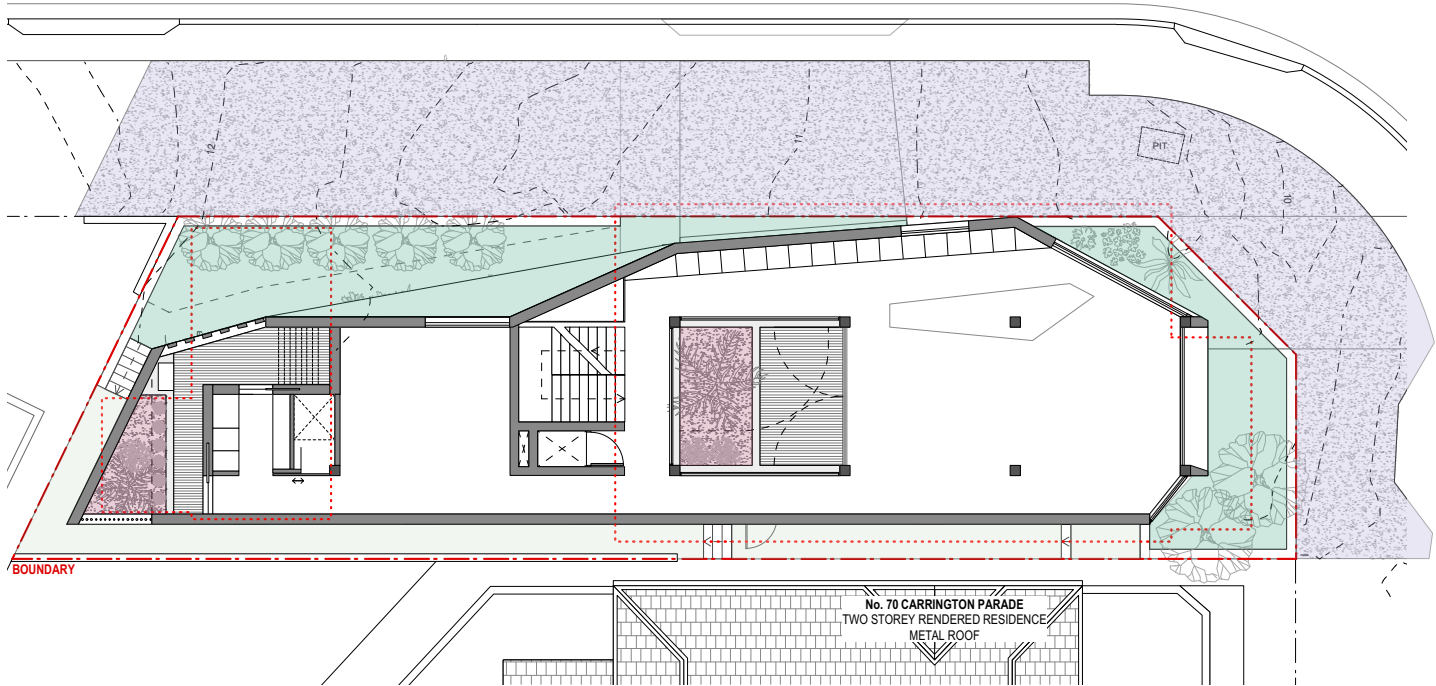 12
11
PIT
10
BOUNDARY
No. 70 CARRINGTON PARADE
TWO STOREY RENDERED RESIDENCE
METAL ROOF